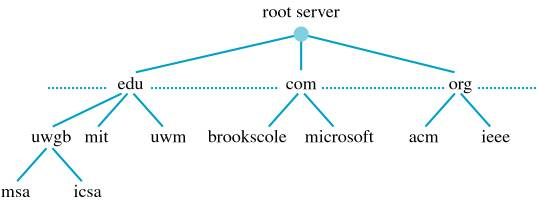 root server
edu com org
uwgb mit uwm brookscole microsoft acm ieee
msa icsa